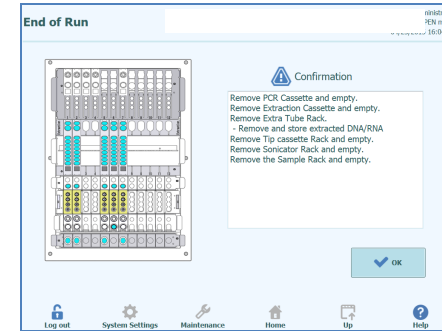 End of Run
Confirmation
Remove PCR Cassette and empty.
Remove Extraction Cassette and empty.
Remove Extra Tube Rack.
- Remove and store extracted DNA/RNA
Remove Tip cassette Rack and empty.
Remove Sonicator Rack and empty.
Remove the Sample Rack and empty.
OK
Log out
System Settings
Maintenance
Home
Up
Help